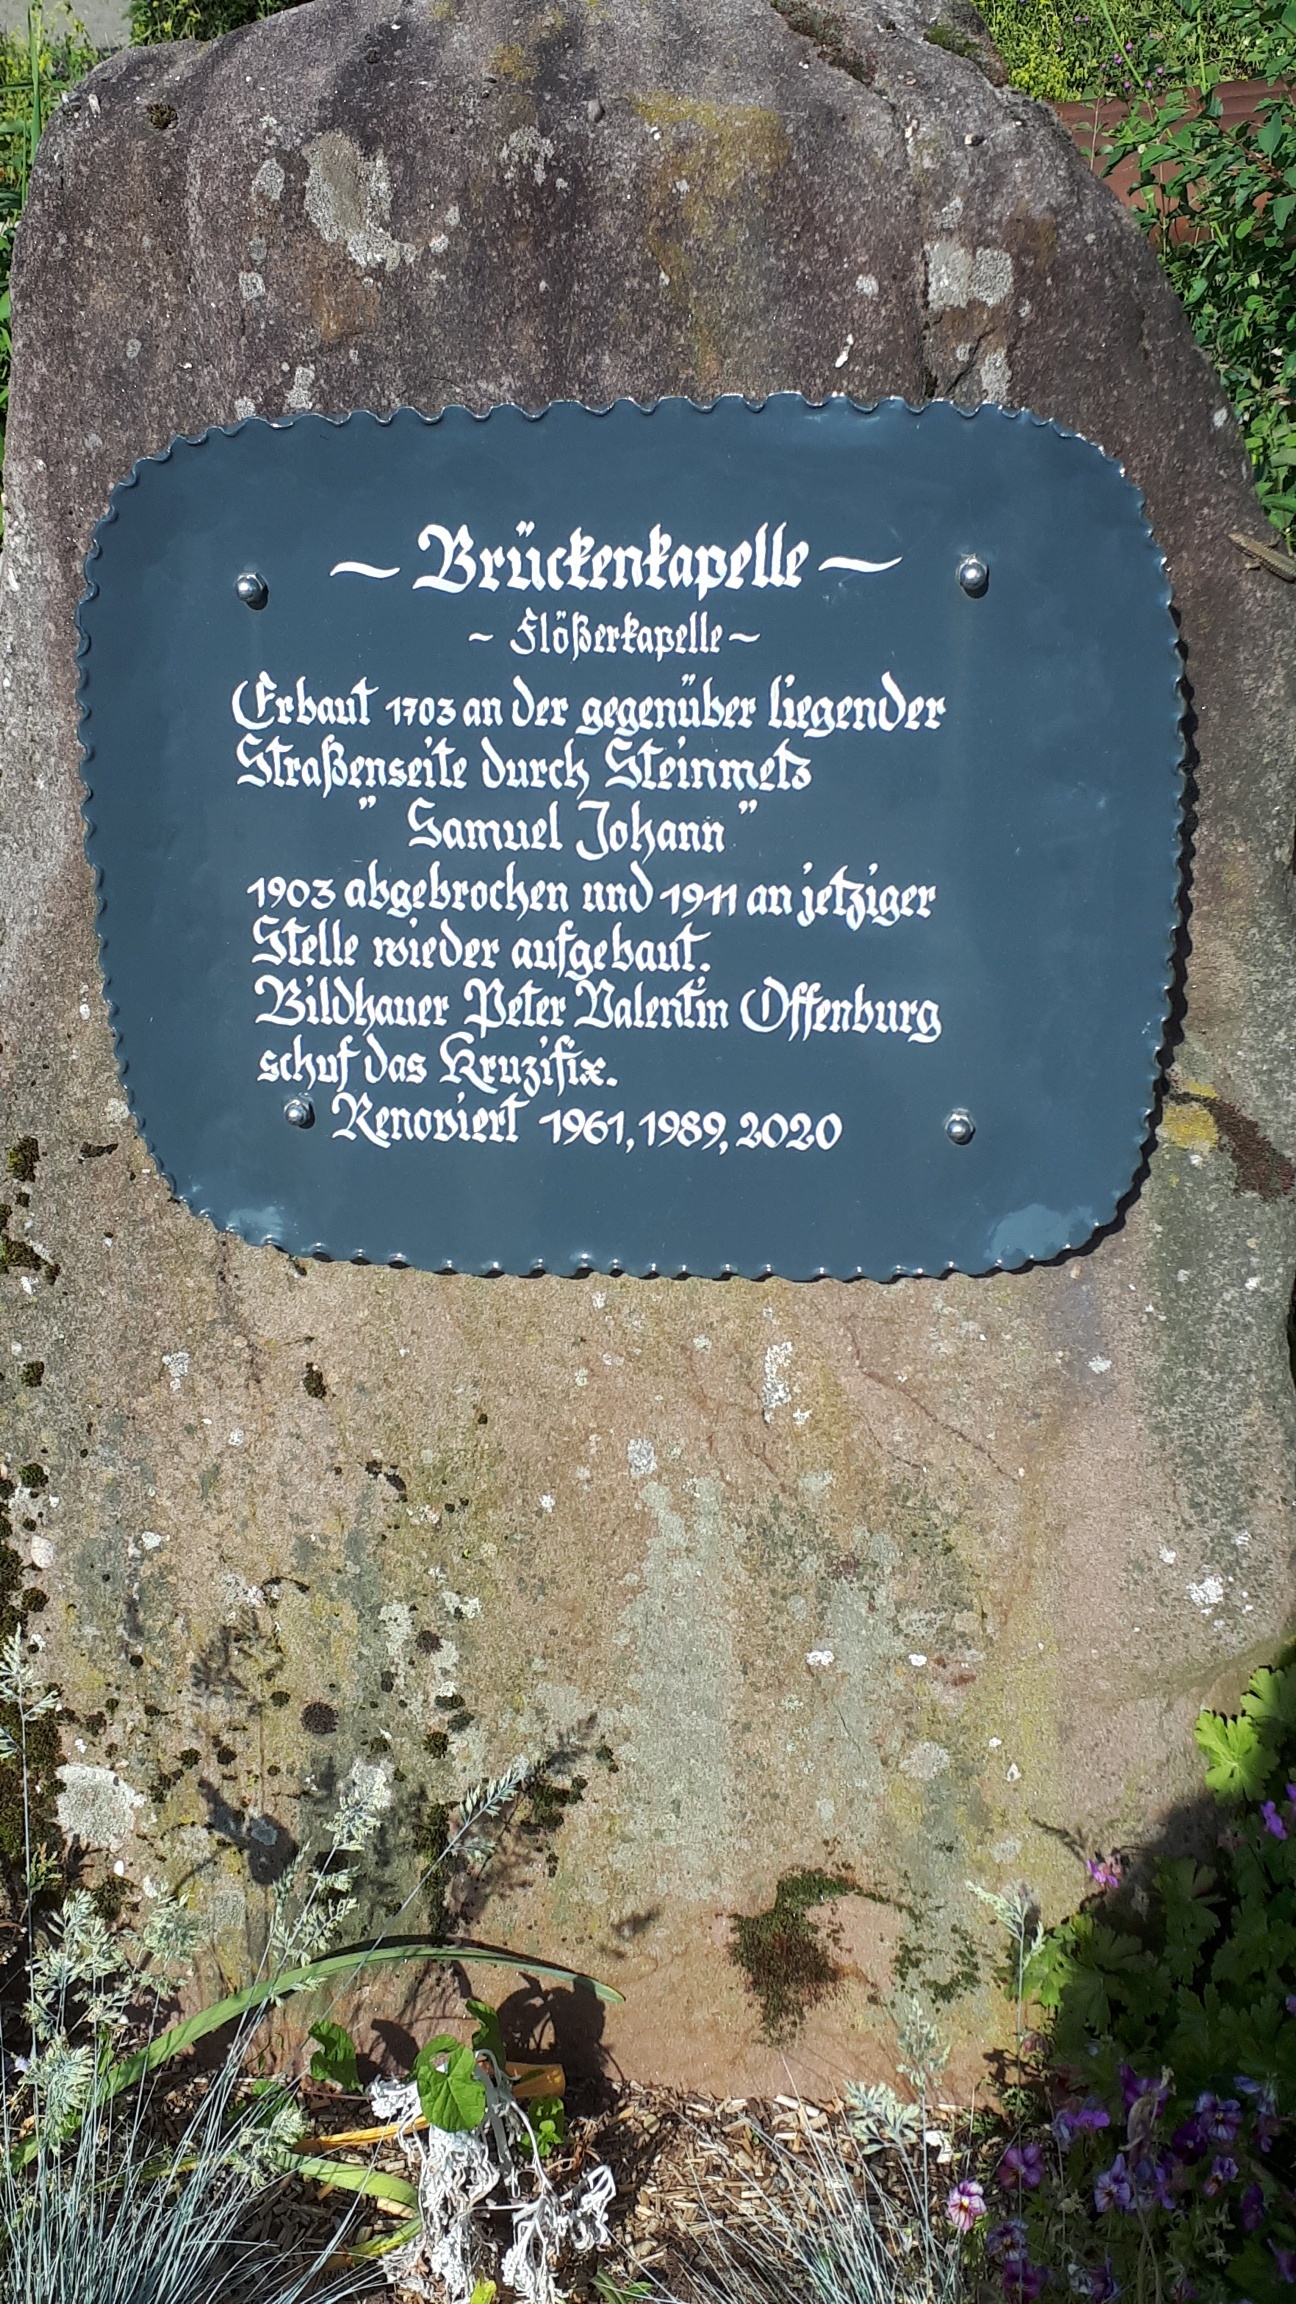 ~ Brückenkapelle ~
~ Flößerkapelle ~
Erbaut 1703 an der gegenüber liegender
Straßenseite durch Steinmetz
" Samuel Johann "
1903 abgebrochen und 1911 an jetziger
Stelle wieder aufgebaut.
Bildhauer Peter Valentin Offenburg
schuf das Kruzifix.
Renoviert 1961, 1989, 2020